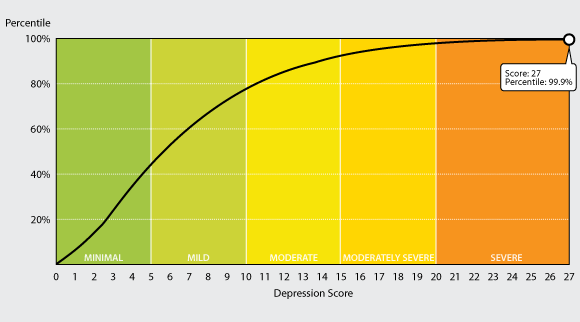 Percentile
100%
80%
60%
40%
20%
Score: 27
Percentile: 99.9%
MINIMAL MILD MODERATE MODERATELY SEVERE SEVERE
0 1 2 3 4 5 6 7 8 9 10 11 12 13 14 15 16 17 18 19 20 21 22 23 24 25 26 27
Depression Score